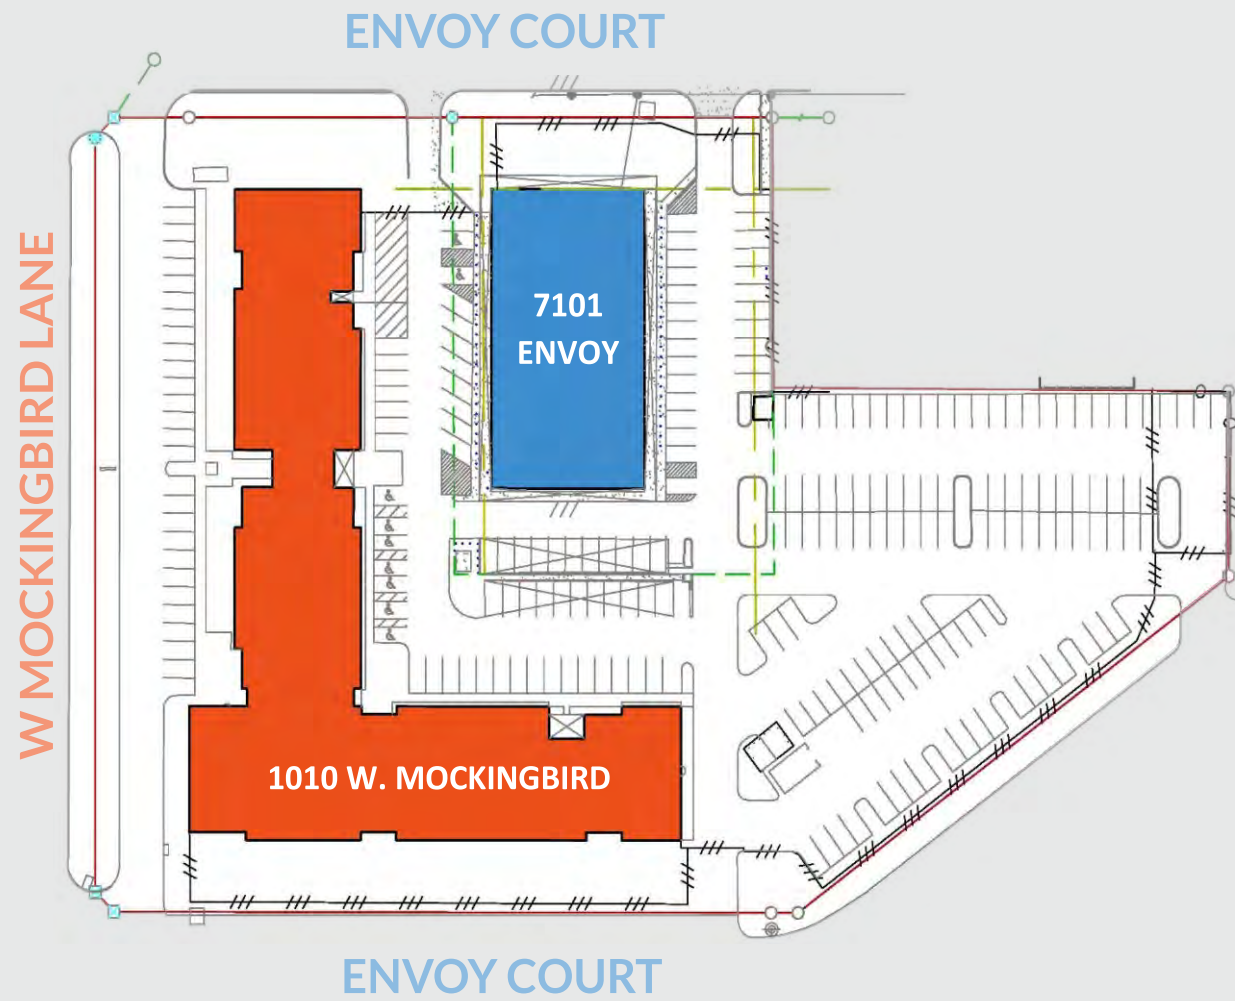 ENVOY COURT
W MOCKINGBIRD LANE
7101
ENVOY
1010 W. MOCKINGBIRD
ENVOY COURT